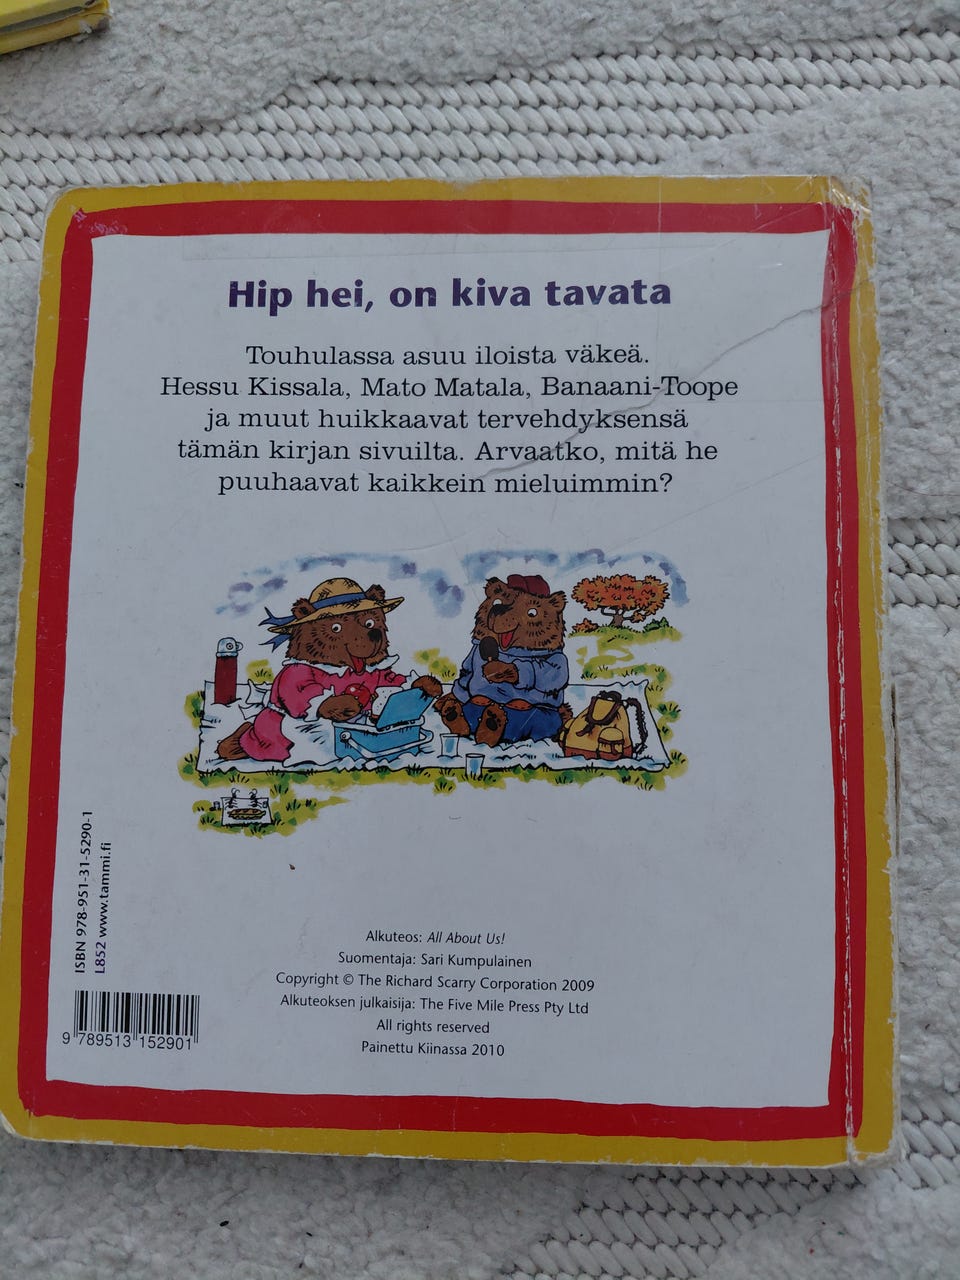 Hip hei, on kiva tavata
Touhulassa asuu iloista väkeä.
Hessu Kissala, Mato Matala, Banaani-Toope
ja muut huikkaavat tervehdyksensä
tämän kirjan sivuilta. Arvaatko, mitä he
puuhaavat kaikkein mieluimmin?
ISBN 978-951-31-5290-1
L852 www.tammi.fi
9 789513 152901
Alkuteos: All About Us!
Suomentaja: Sari Kumpulainen
Copyright © The Richard Scarry Corporation 2009
Alkuteoksen julkaisija: The Five Mile Press Pty Ltd
All rights reserved
Painettu Kiinassa 2010